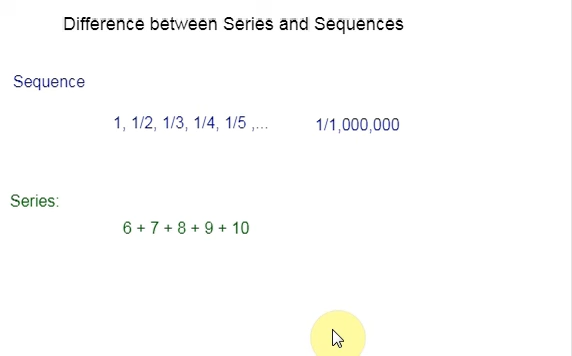 Difference between Series and Sequences
Sequence
1, 1/2, 1/3, 1/4, 1/5 ,... 1/1,000,000
Series:
6 + 7 + 8 + 9 + 10